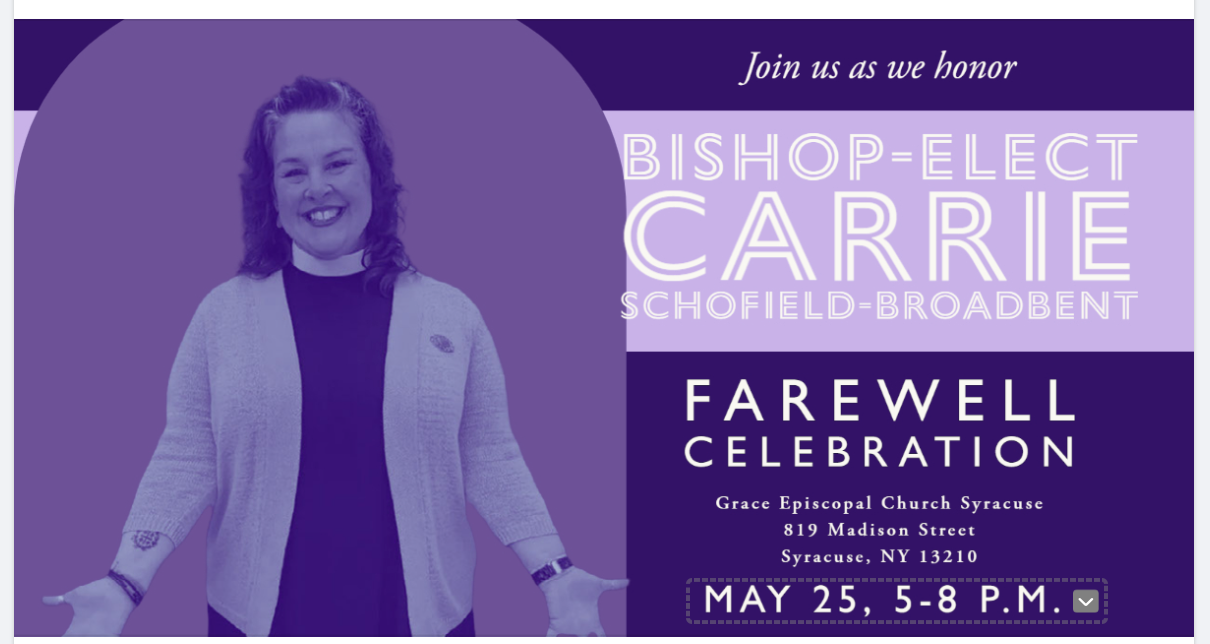 Join us as we honor
BISHOP-ELECT
CARRIE
SCHOFIELD-BROADBENT
FAREWELL
CELEBRATION
Grace Episcopal Church Syracuse
819 Madison Street
Syracuse, NY 13210
MAY 25, 5-8 P.M.